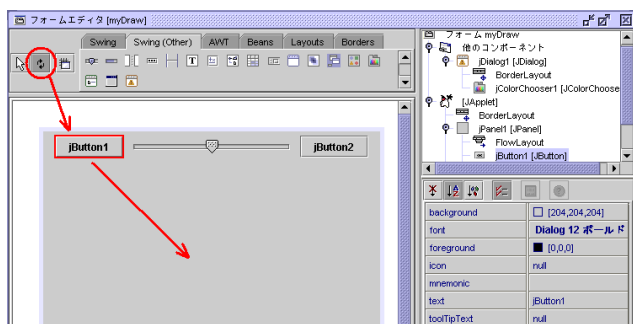 フォームエディタ [myDraw]
Swing
Swing (Other)
AWT
Beans
Layouts
Borders
jButton1
jButton2
フォーム myDraw
他のコンポーネント
jDialog1 [JDialog]
BorderLayout
jColorChooser1 [JColorChoose
[JApplet]
BorderLayout
jPanel1 [JPanel]
FlowLayout
jButton1 [JButton]
background
[204,204,204]
font
Dialog 12 ボールド
foreground
[0,0,0]
icon
null
mnemonic
text
jButton1
toolTipText
null